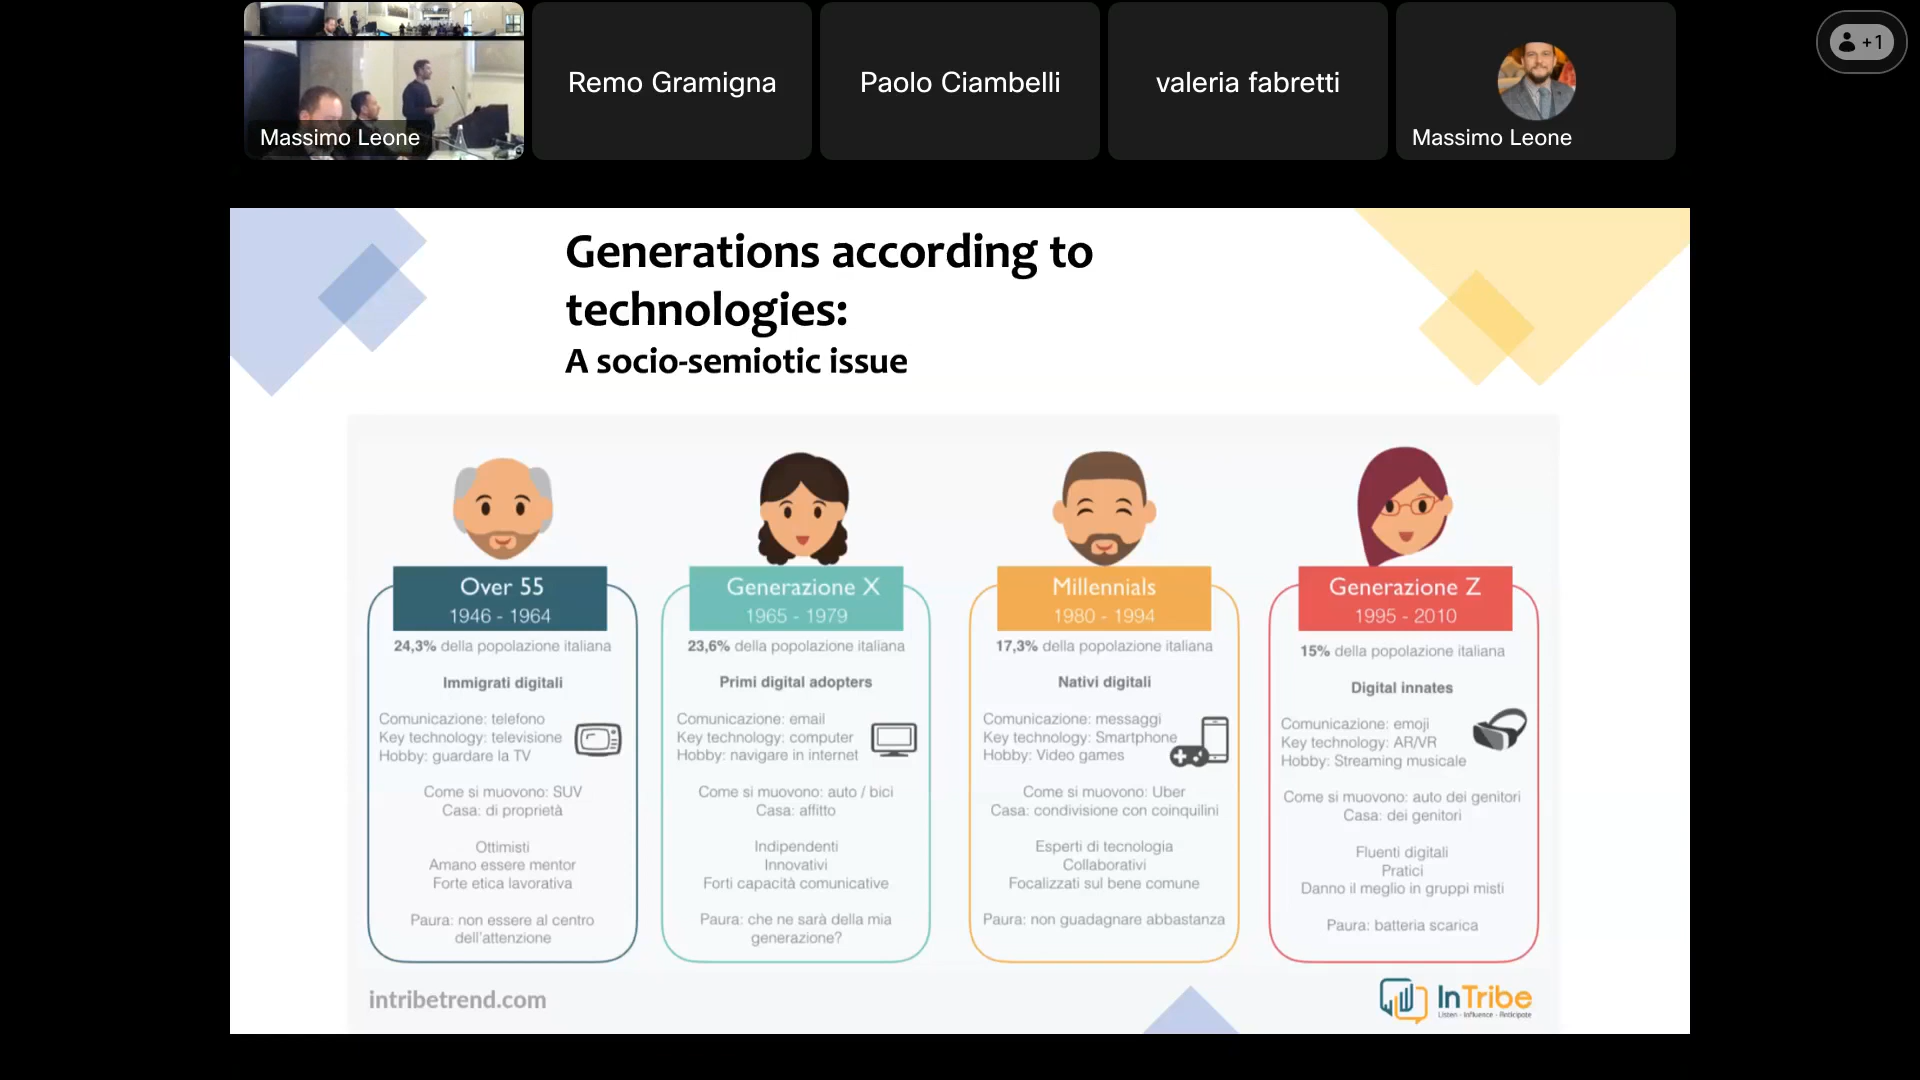 Massimo Leone
Remo Gramigna
Paolo Ciambelli
valeria fabretti
Massimo Leone
+1
Generations according to
technologies:
A socio-semiotic issue
Over 55
1946 - 1964
24,3% della popolazione italiana
Immigrati digitali
Comunicazione: telefono
Key technology: televisione
Hobby: guardare la TV
Come si muovono: SUV
Casa: di proprietà
Ottimisti
Amano essere mentor
Forte etica lavorativa
Paura: non essere al centro
dell'attenzione
Generazione X
1965 - 1979
23,6% della popolazione italiana
Primi digital adopters
Comunicazione: email
Key technology: computer
Hobby: navigare in internet
Come si muovono: auto / bici
Casa: affitto
Indipendenti
Innovativi
Forti capacità comunicative
Paura: che ne sarà della mia
generazione?
Millennials
1980 - 1994
17,3% della popolazione italiana
Nativi digitali
Comunicazione: messaggi
Key technology: Smartphone
Hobby: Video games
Come si muovono: Uber
Casa: condivisione con coinquilini
Esperti di tecnologia
Collaborativi
Focalizzati sul bene comune
Paura: non guadagnare abbastanza
Generazione Z
1995 - 2010
15% della popolazione italiana
Digital innates
Comunicazione: emoji
Key technology: AR/VR
Hobby: Streaming musicale
Come si muovono: auto dei genitori
Casa: dei genitori
Fluenti digitali
Pratici
Danno il meglio in gruppi misti
Paura: batteria scarica
intribetrend.com
InTribe
Listen - Influence - Anticipate